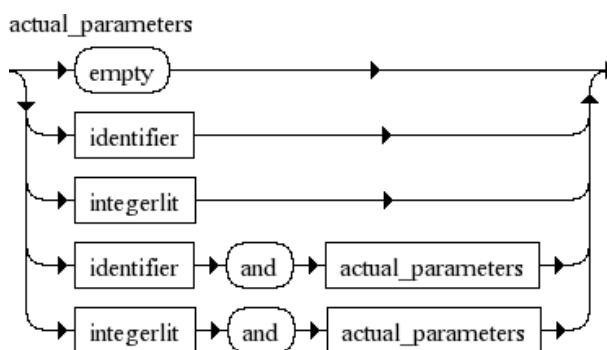 actual_parameters
empty
identifier
integerlit
identifier and actual_parameters
integerlit and actual_parameters